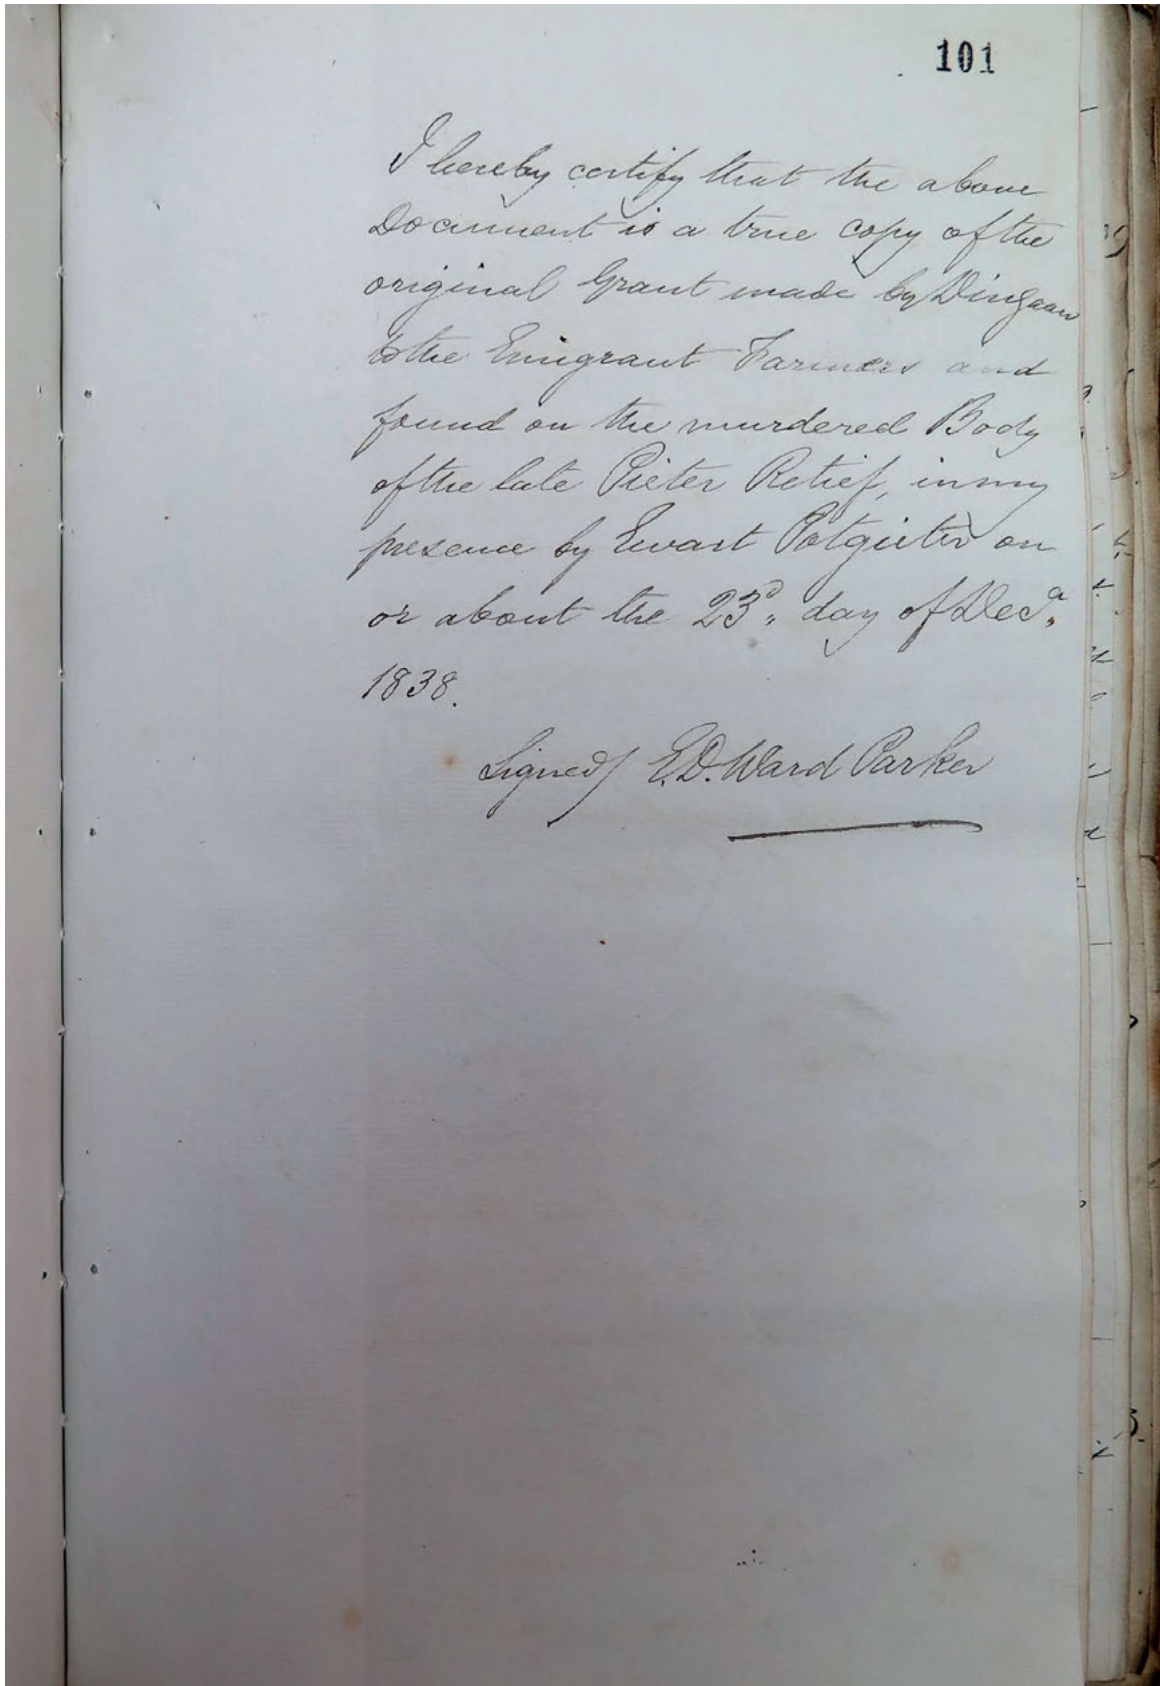 101
I hereby certify that the above
Document is a true copy of the
original Grant made by Dingaan
to the Emigrant Farmers and
found on the murdered Body
of the late Pieter Retief, in my
presence by Ewart Potgieter on
or about the 23d. day of Decr.
1838.
Signed/ E.D. Ward Parker